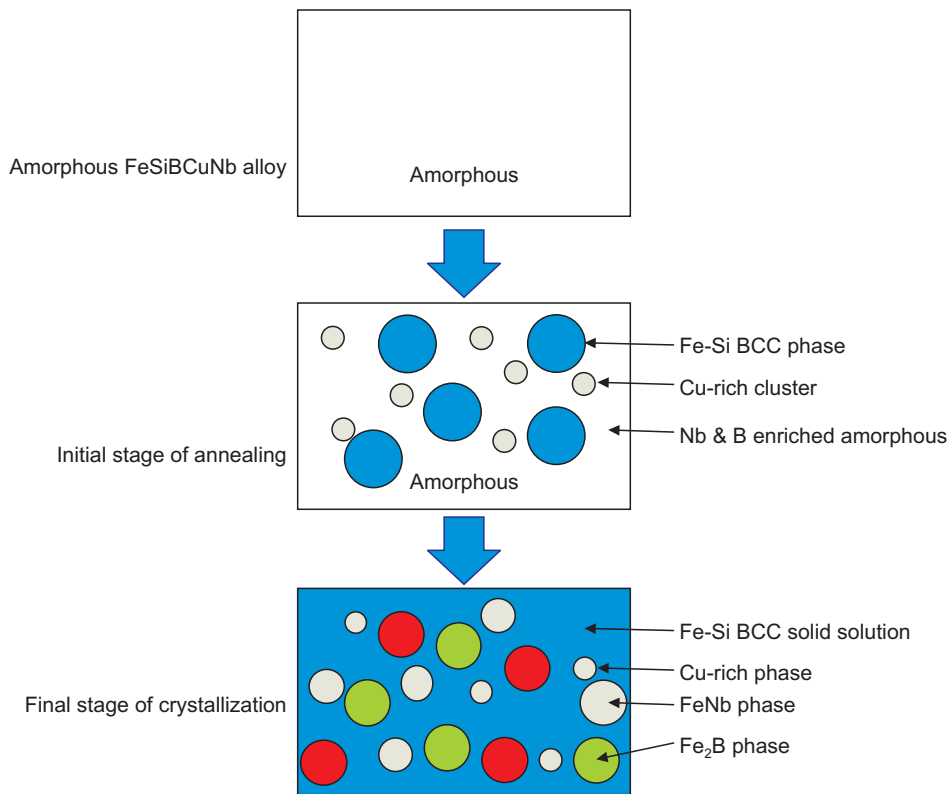 Amorphous FeSiBCuNb alloy
Amorphous
Fe-Si BCC phase
Cu-rich cluster
Nb & B enriched amorphous
Initial stage of annealing
Amorphous
Fe-Si BCC solid solution
Cu-rich phase
FeNb phase
Final stage of crystallization
Fe₂B phase